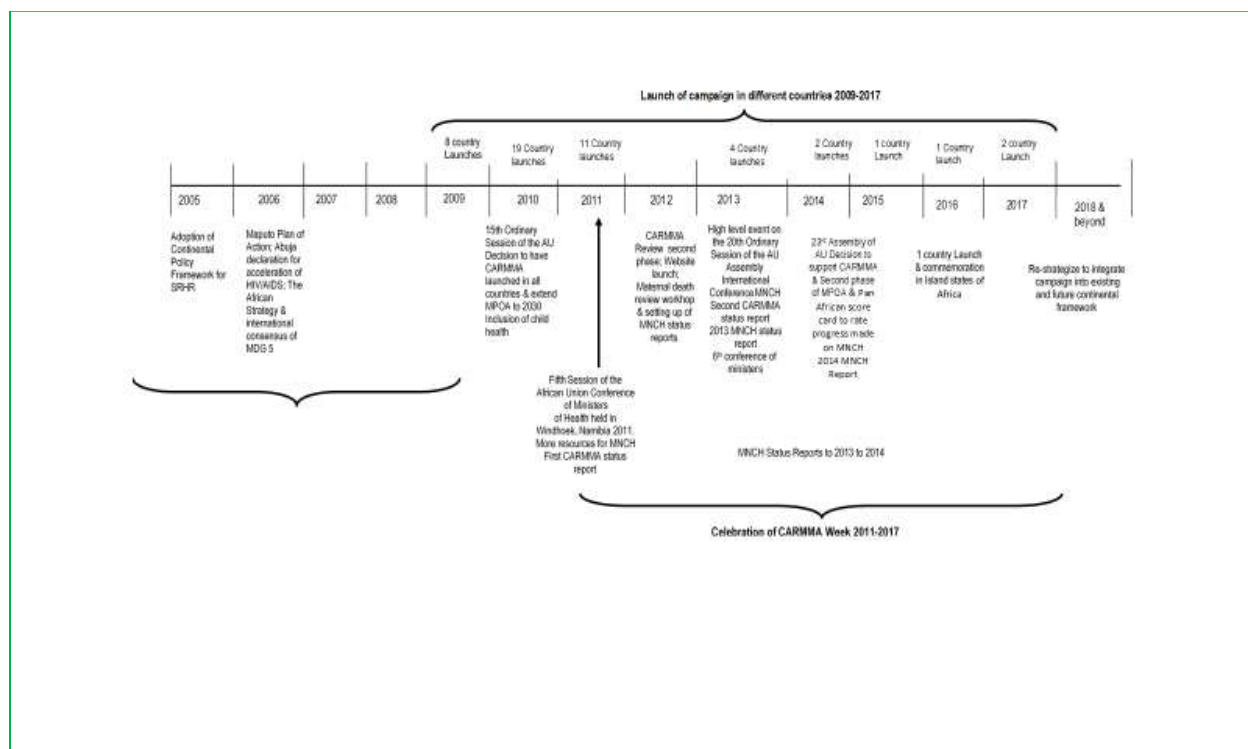 Launch of campaign in different countries 2009-2017
8 country
Launches
19 Country
launches
11 Country
launches
4 Country
launches
2 Country
launches
1 country
Launch
1 Country
launch
2 country
Launch
2005
2006
2007
2008
2009
2010
2011
2012
2013
2014
2015
2016
2017
2018 &
beyond
Adoption of
Continental
Policy
Framework for
SRHR
Maputo Plan of
Action; Abuja
declaration for
acceleration of
HIV/AIDS; The
African
Strategy &
international
consensus of
MDG 5
15th Ordinary
Session of the AU
Decision to have
CARMMA
launched in all
countries & extend
MPOA to 2030
Inclusion of child
health
Fifth Session of the
African Union Conference
of Ministers
of Health held in
Windhoek, Namibia 2011.
More resources for MNCH
First CARMMA status
report
CARMMA
Review second
phase; Website
launch;
Maternal death
review workhop
& setting up of
MNCH status
reports
High level event on
the 20th Ordinary
Session of the AU
Assembly
International
Conference MNCH
Second CARMMA
status report
2013 MNCH status
report
6th conference of
ministers
23rd Assembly of
AU Decision to
support CARMMA
& Second phase
of MPOA & Pan
African score
card to rate
progress made
on MNCH
2014 MNCH
Report
1 country Launch
& commemoration
in Island states of
Africa
Re-strategize to integrate
campaign into existing
and future continental
framework
MNCH Status Reports to 2013 to 2014
Celebration of CARMMA Week 2011-2017